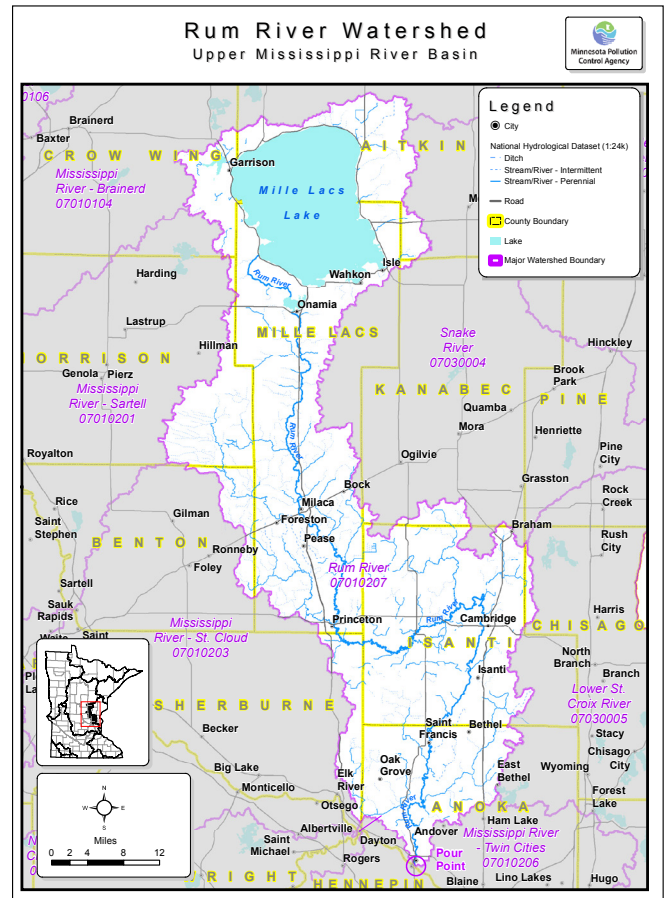 Rum River Watershed
Upper Mississippi River Basin
Minnesota Pollution
Control Agency
Legend
City
National Hydrological Dataset (1:24k)
Ditch
Stream/River - Intermittent
Stream/River - Perennial
Road
County Boundary
Lake
Major Watershed Boundary
0106
Brainerd
Baxter
CROW WING
AITKIN
Garrison
Mississippi
River - Brainerd
07010104
Mille Lacs
Lake
Isle
Wahkon
Harding
Rum River
Onamia
Lastrup
MILLE LACS
Snake
River
07030004
Hillman
Hinckley
ORRISON
Genola
Pierz
Brook
Park
KANABEC
PINE
Mississippi
River - Sartell
07010201
Quamba
Mora
Henriette
Rum River
Royalton
Ogilvie
Pine
City
Bock
Grasston
Rice
Milaca
Rock
Creek
Saint
Stephen
Gilman
Foreston
Braham
BENTON
Ronneby
Pease
Rush
City
Foley
Rum River
07010207
Sartell
Sauk
Rapids
Rum River
Harris
Mississippi
River - St. Cloud
07010203
Princeton
Cambridge
CHISAGO
Saint
ISANTI
North
Branch
Isanti
Branch
Lower St.
Croix River
07030005
SHERBURNE
Becker
Saint
Francis
Bethel
Stacy
Chisago
City
Oak
Grove
East
Bethel
Wyoming
Big Lake
Elk
River
Monticello
Forest
Lake
Otsego
River
ANOKA
Ham Lake
Albertville
Dayton
Andover
Mississippi River
- Twin Cities
07010206
Saint
Michael
Rogers
Pour
Point
Blaine
Lino Lakes
Hugo
RIGHT
HENNEPIN
N
W
E
S
Miles
0 2 4 8 12